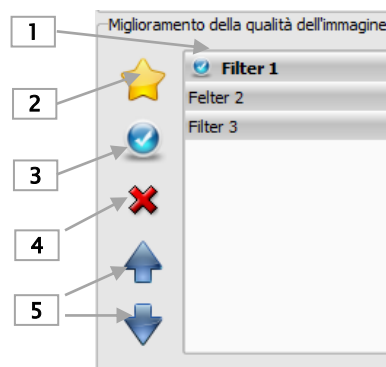 1
Miglioramento della qualità dell'immagine
Filter 1
2
Felter 2
Filter 3
3
4
5